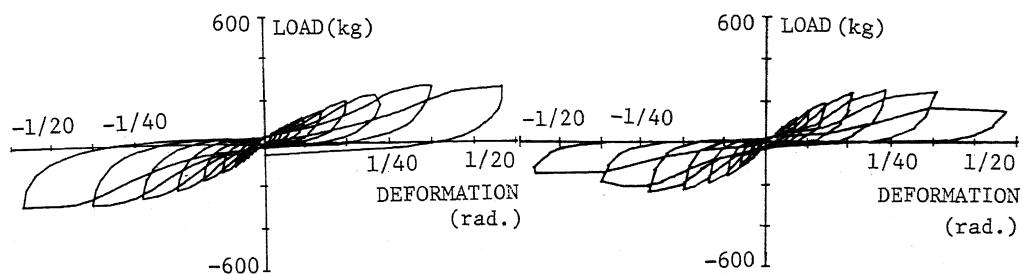 600 LOAD(kg)
-1/20 -1/40
1/40 1/20
DEFORMATION
(rad.)
-600
600 LOAD(kg)
-1/20 -1/40
1/40 1/20
DEFORMATION
(rad.)
-600